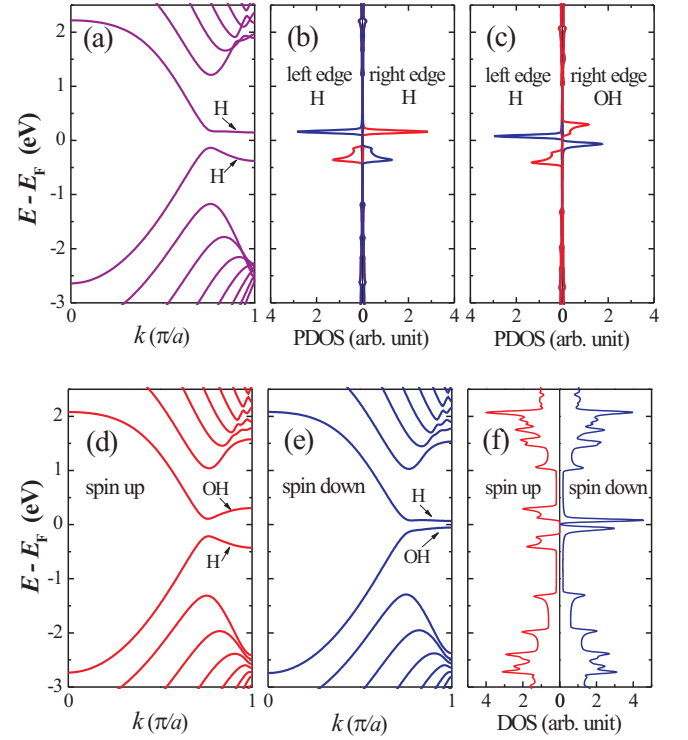 (a)
(b)
(c)
2
1
0
-1
-2
-3
E - E_F (eV)
H
H
left edge right edge
H H
left edge right edge
H OH
0 1
k (π/a)
4 2 0 2 4
PDOS (arb. unit)
4 2 0 2 4
PDOS (arb. unit)
(d)
(e)
(f)
2
1
0
-1
-2
-3
E - E_F (eV)
spin up
OH
H
spin down
H
OH
spin up spin down
0 1
k (π/a)
0 1
k (π/a)
4 2 0 2 4
DOS (arb. unit)